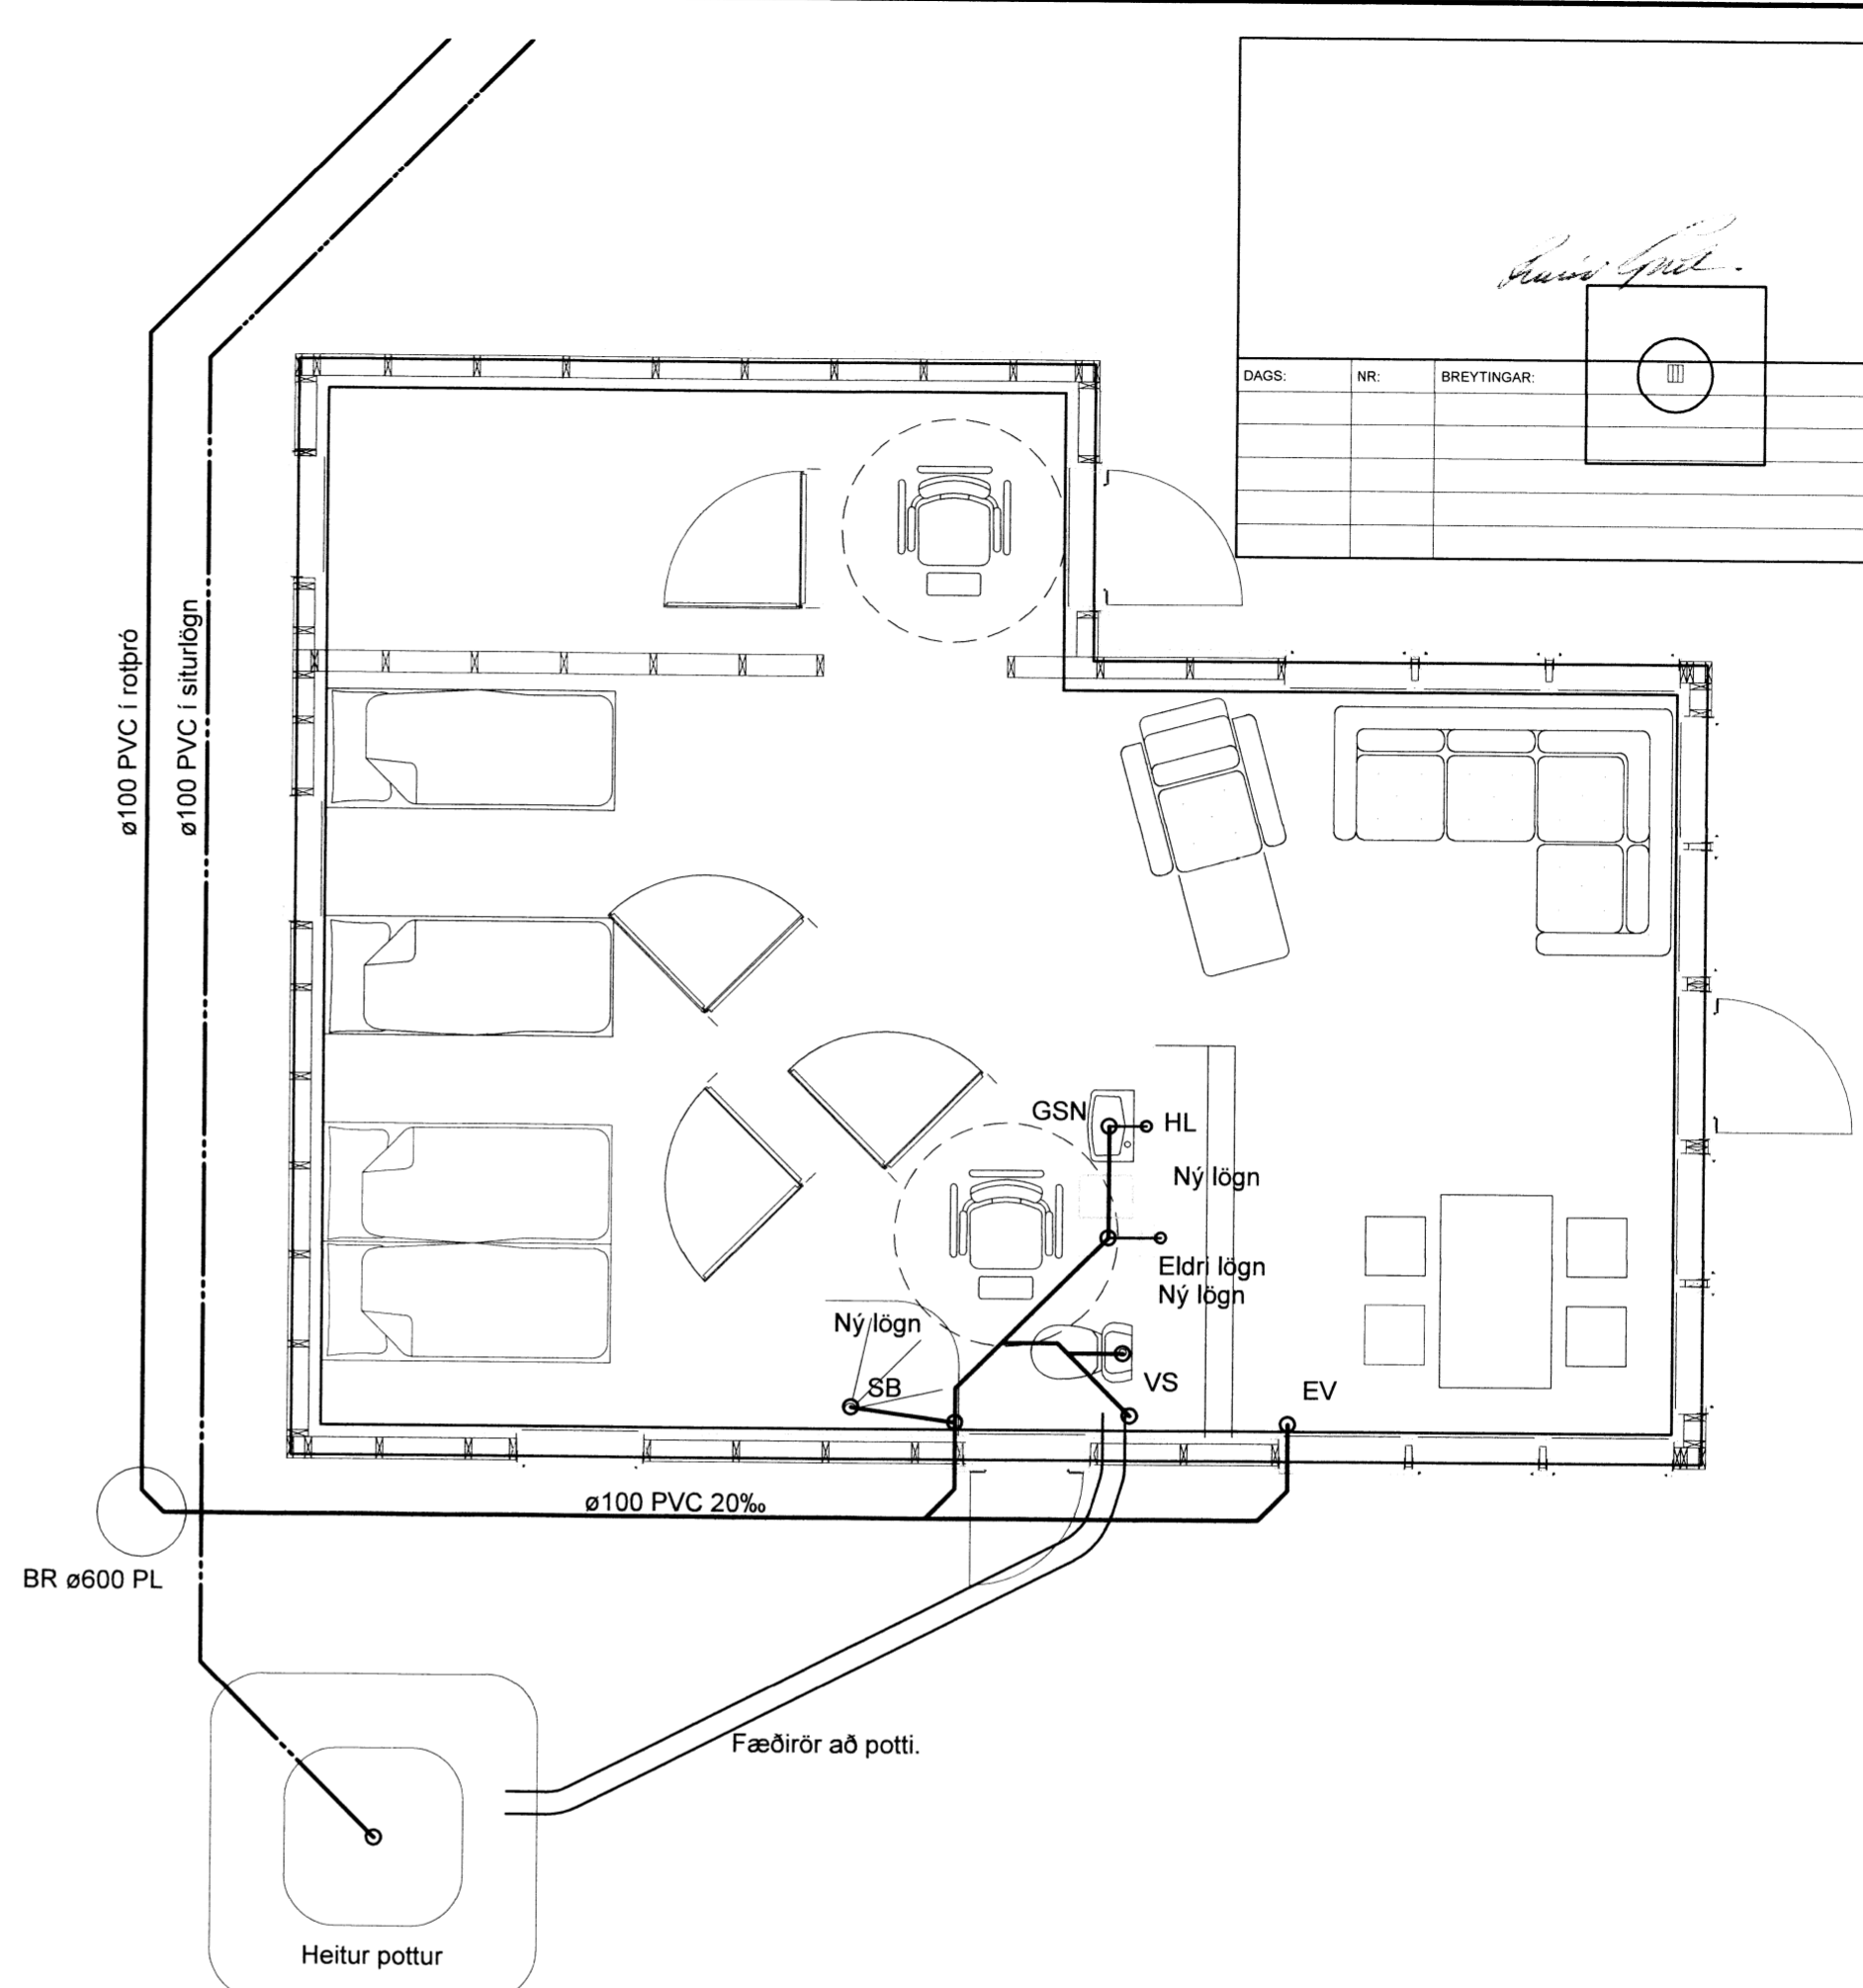 DAGS:
NR:
BREYTINGAR:
ø100 PVC í rotþró
ø100 PVC í siturlögn
GSN
HL
Ný lögn
Eldri lögn
Ný lögn
Ný lögn
SB
VS
EV
ø100 PVC 20‰
BR ø600 PL
Fæðirör að potti.
Heitur pottur